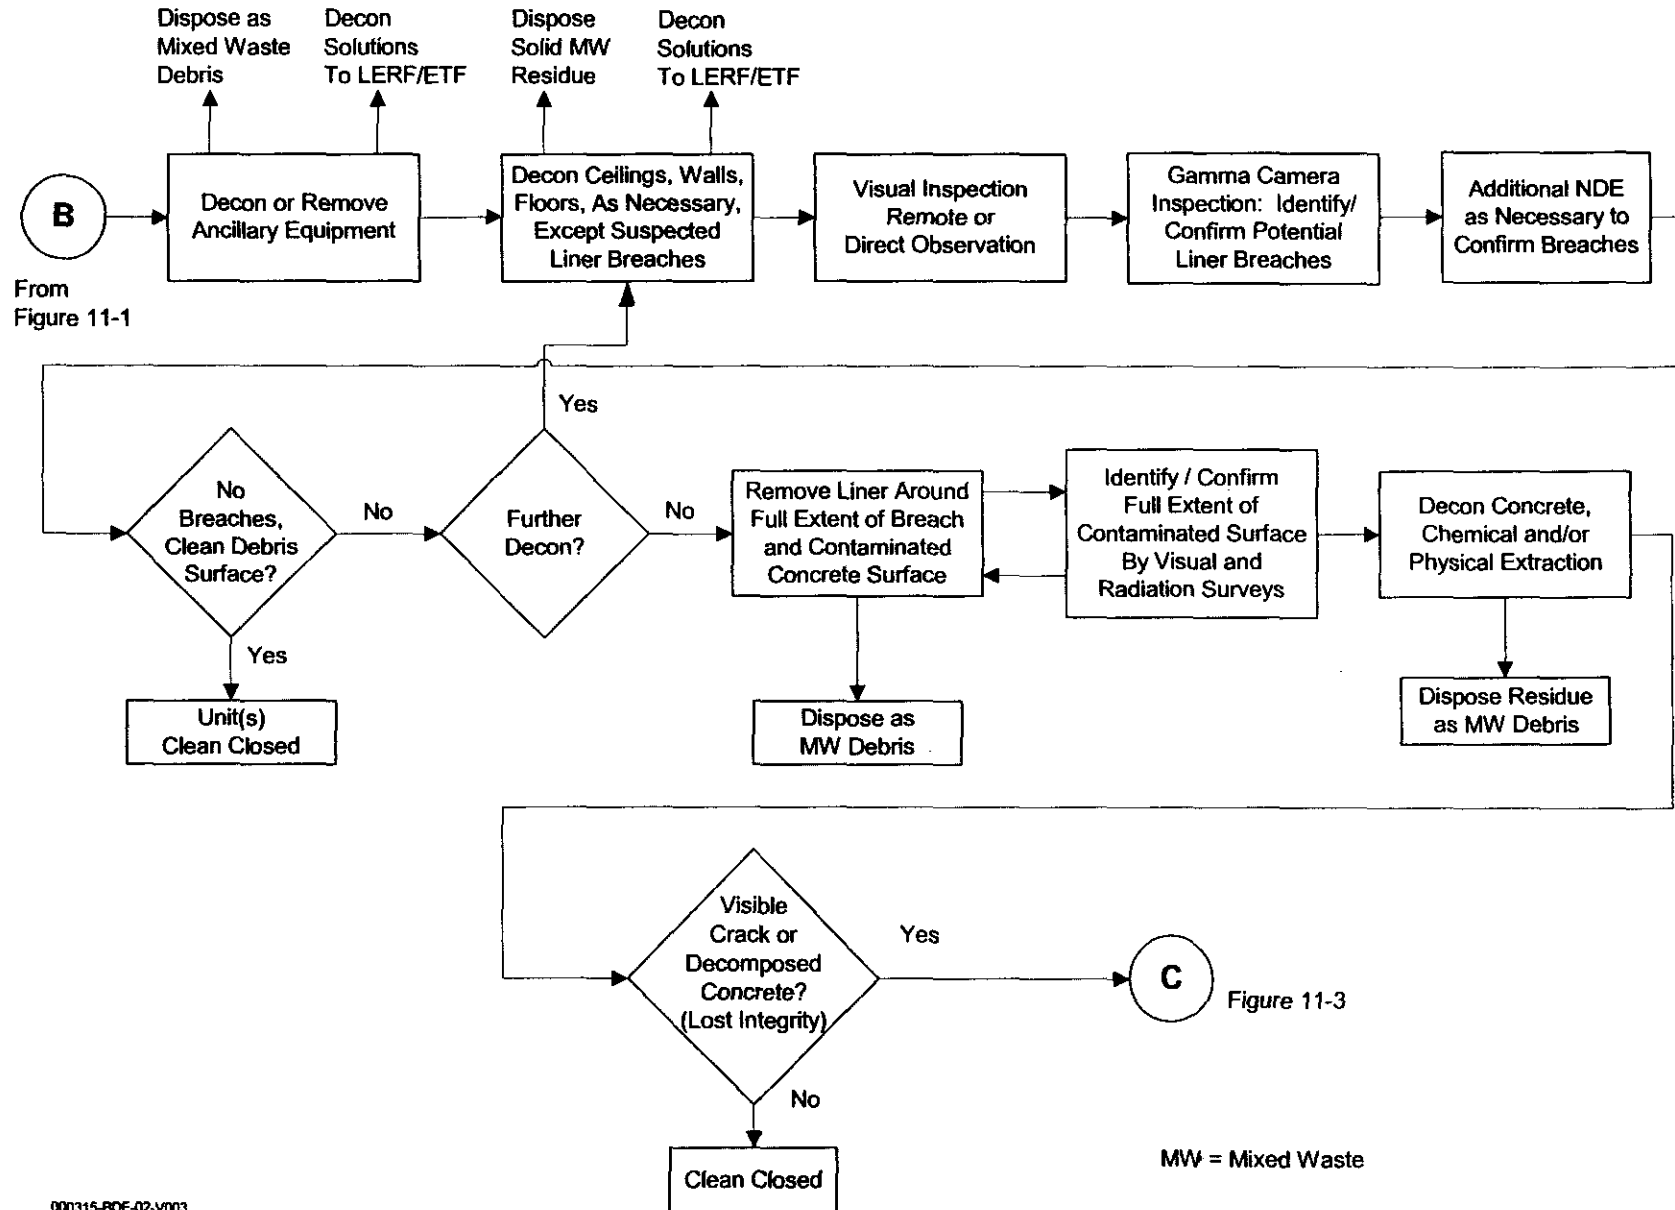 Dispose as
Mixed Waste
Debris
Decon
Solutions
To LERF/ETF
Dispose
Solid MW
Residue
Decon
Solutions
To LERF/ETF
B
From
Figure 11-1
Decon or Remove
Ancillary Equipment
Decon Ceilings, Walls,
Floors, As Necessary,
Except Suspected
Liner Breaches
Visual Inspection
Remote or
Direct Observation
Gamma Camera
Inspection: Identify/
Confirm Potential
Liner Breaches
Additional NDE
as Necessary to
Confirm Breaches
No
Breaches,
Clean Debris
Surface?
No
Yes
Unit(s)
Clean Closed
Further
Decon?
Yes
No
Remove Liner Around
Full Extent of Breach
and Contaminated
Concrete Surface
Dispose as
MW Debris
Identify / Confirm
Full Extent of
Contaminated Surface
By Visual and
Radiation Surveys
Decon Concrete,
Chemical and/or
Physical Extraction
Dispose Residue
as MW Debris
Visible
Crack or
Decomposed
Concrete?
(Lost Integrity)
Yes
C
Figure 11-3
No
Clean Closed
MW = Mixed Waste
000315-BDF-02-V003